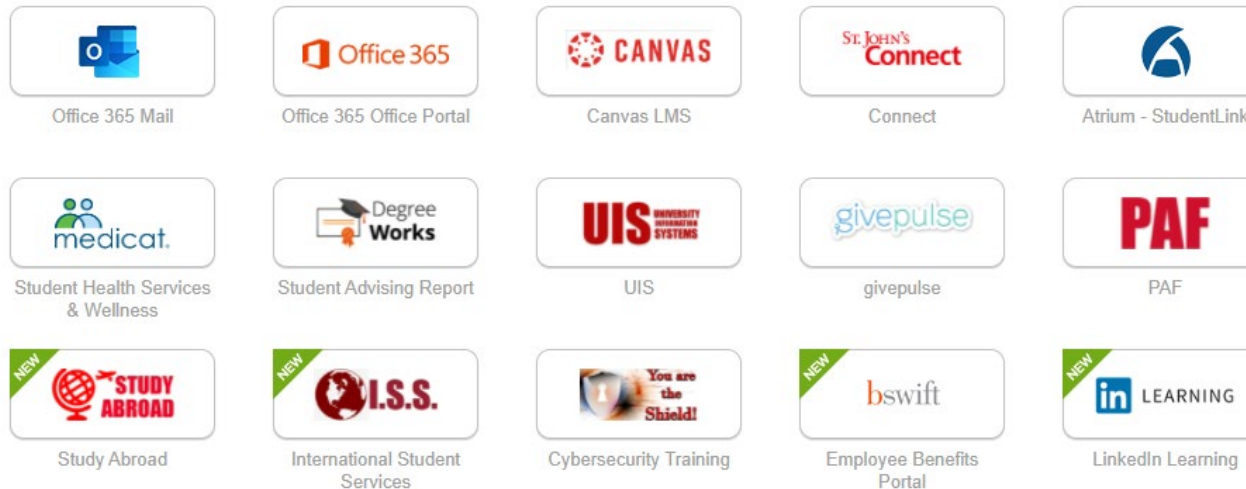 O
Office 365
CANVAS
ST. JOHN'S
Connect
Office 365 Mail
Office 365 Office Portal
Canvas LMS
Connect
Atrium - StudentLink
medicat.
Degree
Works
UIS UNIVERSITY
INFORMATION
SYSTEMS
givepulse
PAF
Student Health Services
& Wellness
Student Advising Report
UIS
givepulse
PAF
NEW
STUDY
ABROAD
NEW
I.S.S.
You are
the
Shield!
NEW
bswift
NEW
in LEARNING
Study Abroad
International Student
Services
Cybersecurity Training
Employee Benefits
Portal
LinkedIn Learning